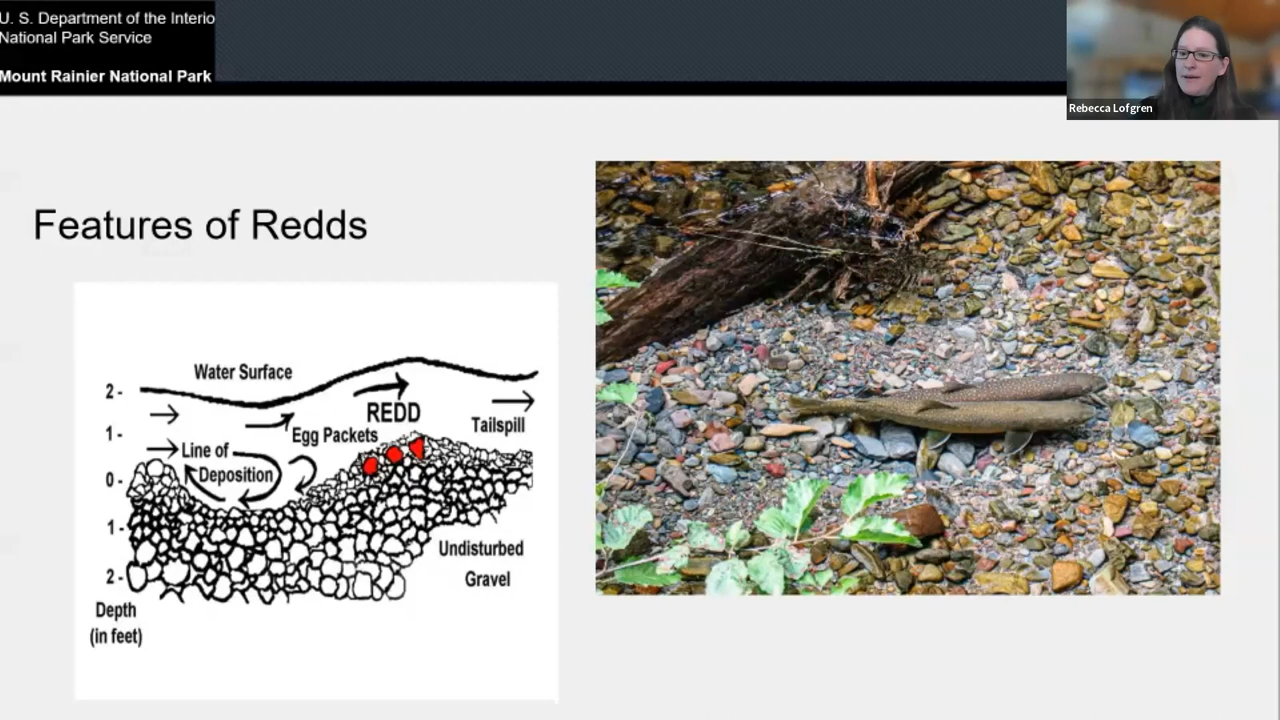 U. S. Department of the Interio
National Park Service
Mount Rainier National Park
Rebecca Lofgren
Features of Redds
Water Surface
2 -
REDD
1 -
Egg Packets
Tailspill
Line of
Deposition
0 -
1 -
Undisturbed
Gravel
2 -
Depth
(in feet)